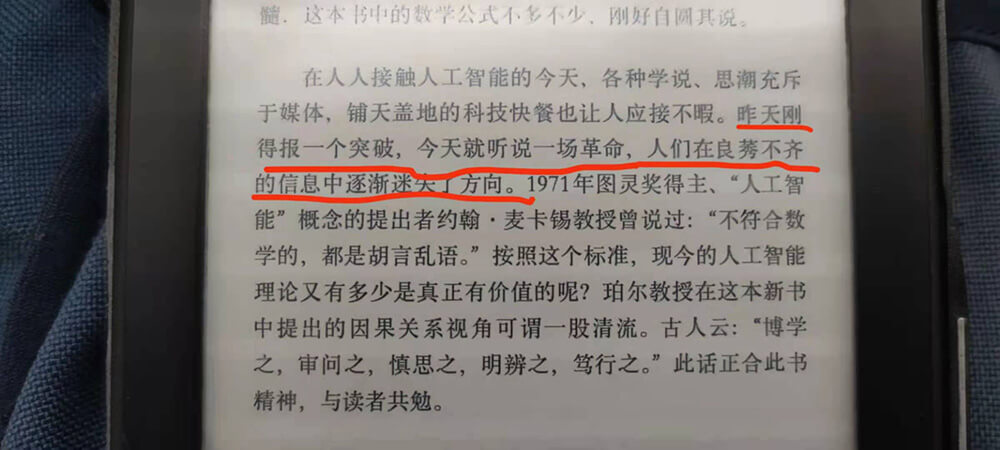 髓. 这本书中的数学公式不多不少、刚好自圆其说。
在人人接触人工智能的今天，各种学说、思潮充斥
于媒体，铺天盖地的科技快餐也让人应接不暇。昨天刚
得报一个突破，今天就听说一场革命，人们在良莠不齐
的信息中逐渐迷失了方向。1971年图灵奖得主、“人工智
能”概念的提出者约翰·麦卡锡教授曾说过：“不符合数
学的，都是胡言乱语。”按照这个标准，现今的人工智能
理论又有多少是真正有价值的呢？珀尔教授在这本新书
中提出的因果关系视角可谓一股清流。古人云：“博学
之，审问之，慎思之，明辨之，笃行之。”此话正合此书
精神，与读者共勉。